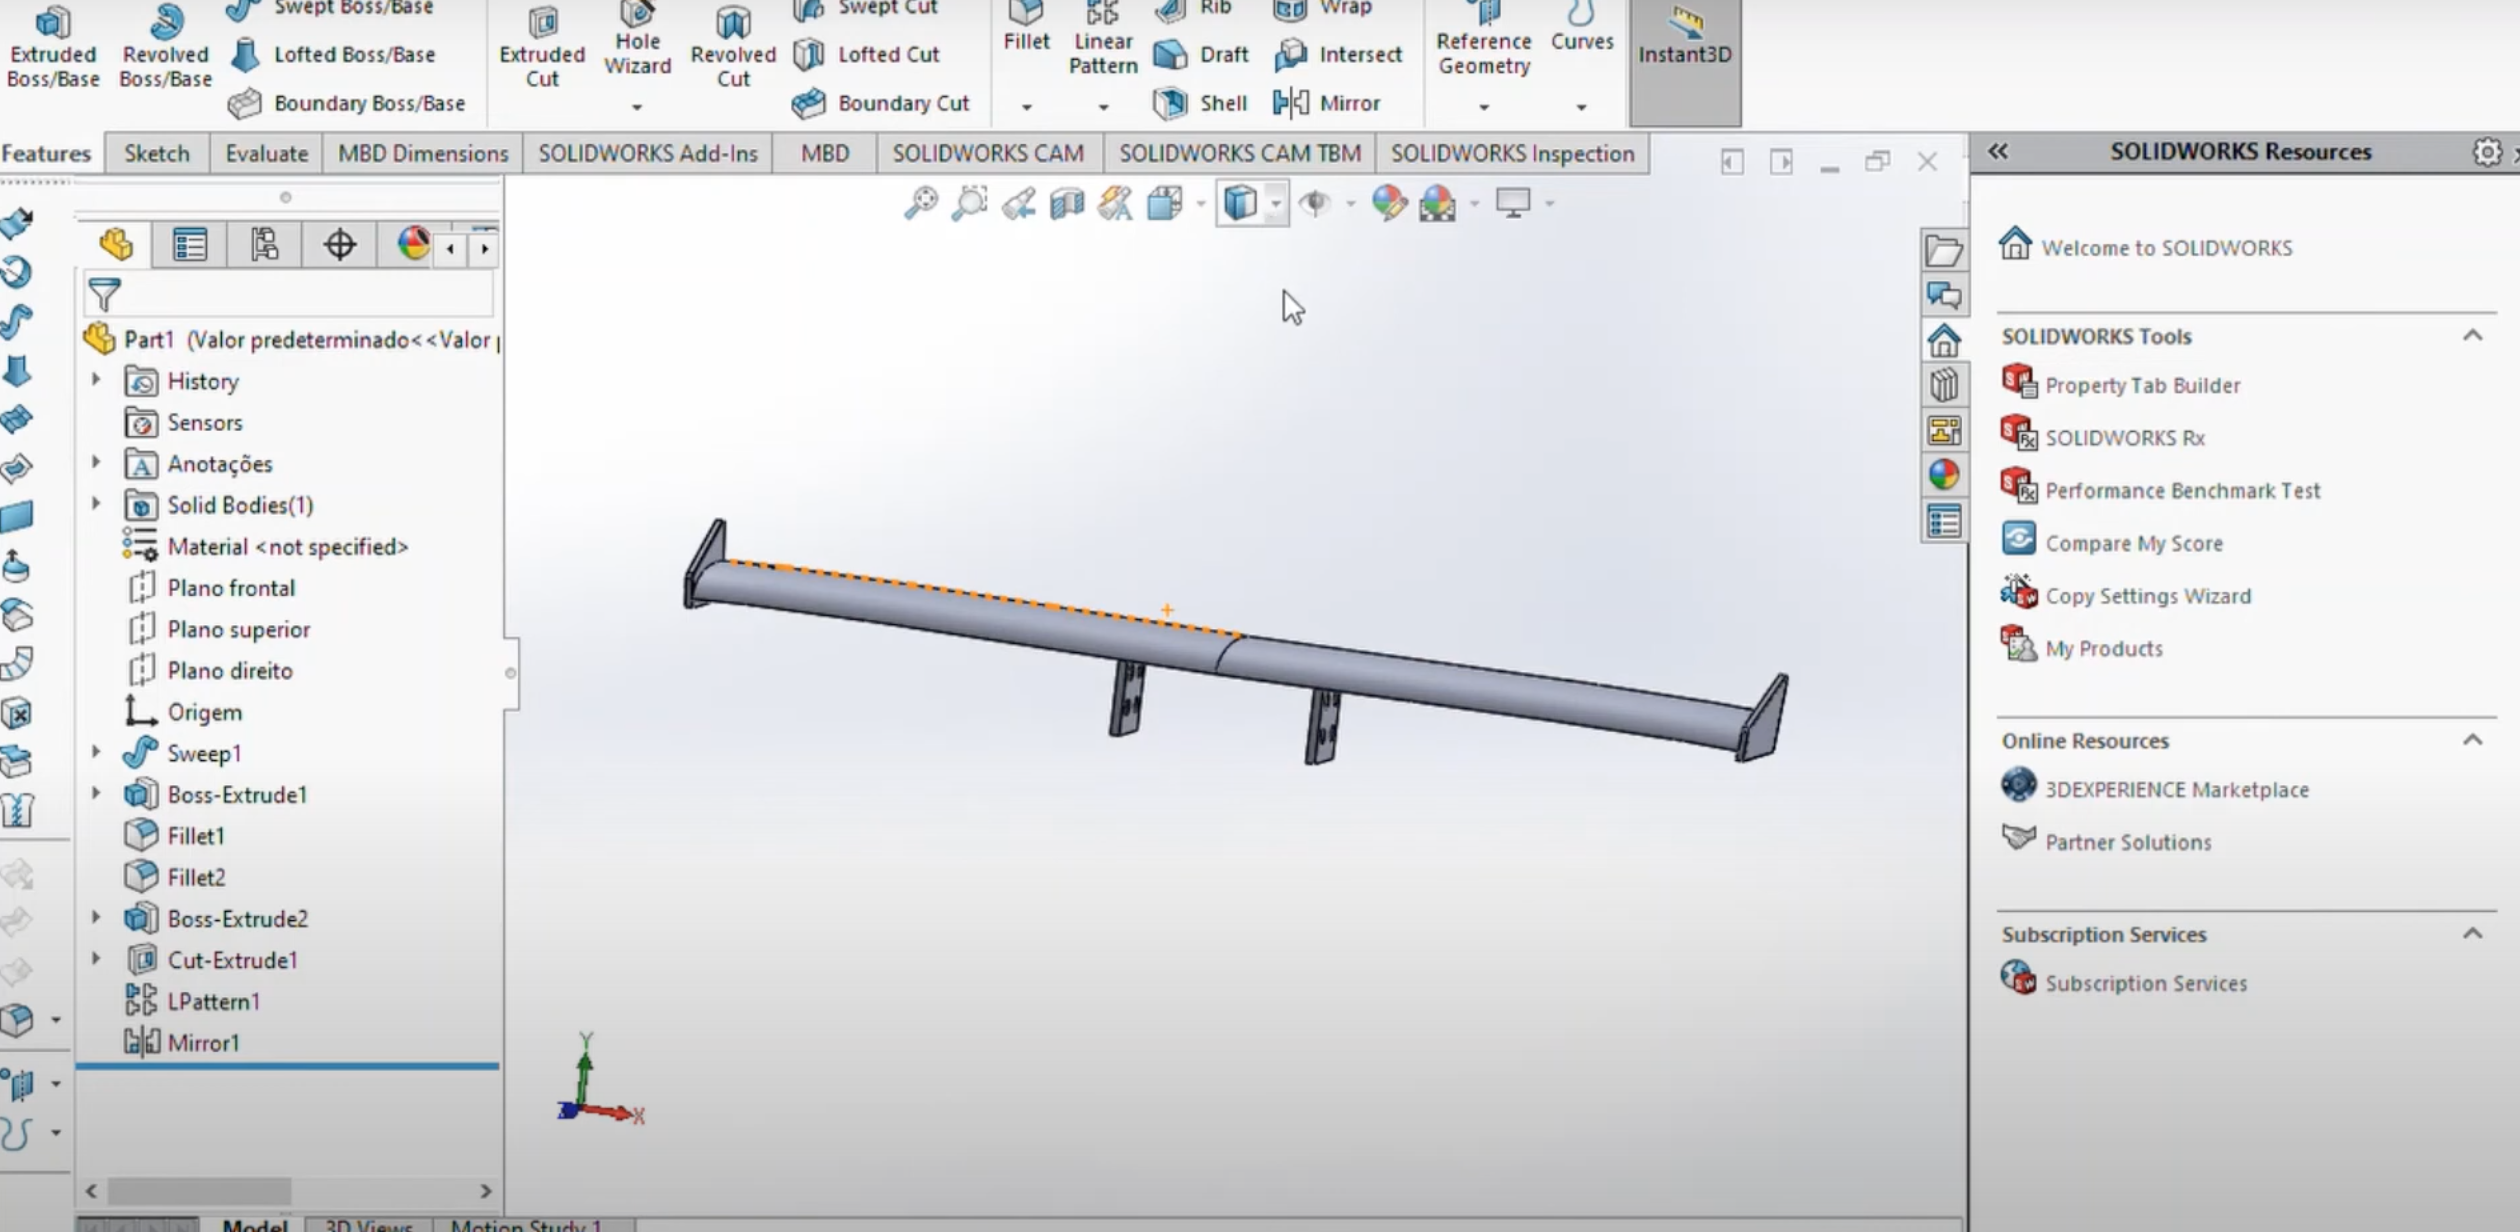 Swept Boss/Base
Extruded Boss/Base
Revolved Boss/Base
Lofted Boss/Base
Boundary Boss/Base
Extruded Cut
Hole Wizard
Revolved Cut
Swept Cut
Lofted Cut
Boundary Cut
Fillet
Linear Pattern
Rib
Draft
Shell
Wrap
Intersect
Mirror
Reference Geometry
Curves
Instant3D
Features
Sketch
Evaluate
MBD Dimensions
SOLIDWORKS Add-Ins
MBD
SOLIDWORKS CAM
SOLIDWORKS CAM TBM
SOLIDWORKS Inspection
Part1 (Valor predeterminado<<Valor
History
Sensors
Anotações
Solid Bodies(1)
Material <not specified>
Plano frontal
Plano superior
Plano direito
Origem
Sweep1
Boss-Extrude1
Fillet1
Fillet2
Boss-Extrude2
Cut-Extrude1
LPattern1
Mirror1
Y
X
Z
Model
3D Views
Motion Study 1
SOLIDWORKS Resources
Welcome to SOLIDWORKS
SOLIDWORKS Tools
Property Tab Builder
SOLIDWORKS Rx
Performance Benchmark Test
Compare My Score
Copy Settings Wizard
My Products
Online Resources
3DEXPERIENCE Marketplace
Partner Solutions
Subscription Services
Subscription Services